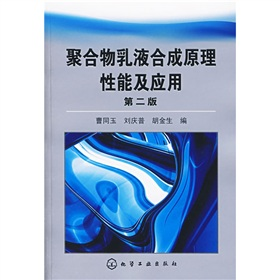 聚合物乳液合成原理
性能及应用
第二版
曹同玉 刘庆普 胡金生 编
化学工业出版社